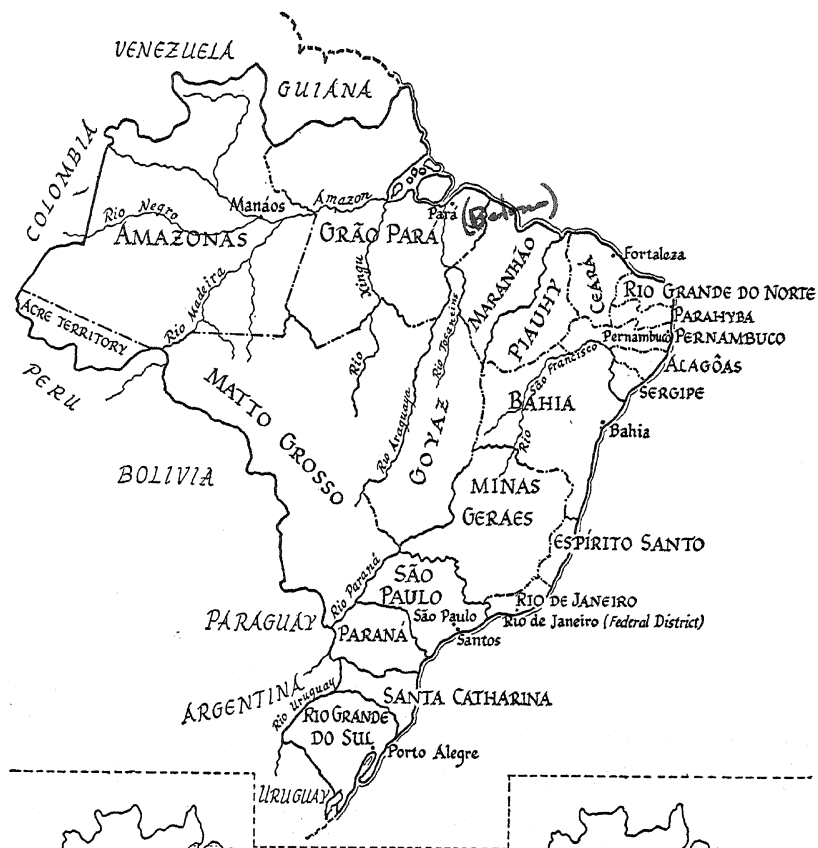 VENEZUELA
GUIANA
COLOMBIA
Rio Negro
Manáos
Amazon
AMAZONAS
GRÃO PARÁ
Pará
Xingu
Rio
Rio Madeira
ACRE TERRITORY
PERU
MARANHÃO
PIAUHY
CEARÁ
Fortaleza
RIO GRANDE DO NORTE
PARAHYBA
Pernambuco
PERNAMBUCO
ALAGÔAS
SERGIPE
Rio Tocantins
Rio Araguaya
GOYAZ
MATTO GROSSO
BOLIVIA
BAHIA
Rio São Francisco
Bahia
MINAS
GERAES
ESPÍRITO SANTO
SÃO
PAULO
São Paulo
RIO DE JANEIRO
Rio de Janeiro (Federal District)
Santos
Rio Paraná
PARAGUAY
PARANÁ
ARGENTINA
Rio Uruguay
SANTA CATHARINA
RIO GRANDE
DO SUL
Porto Alegre
URUGUAY